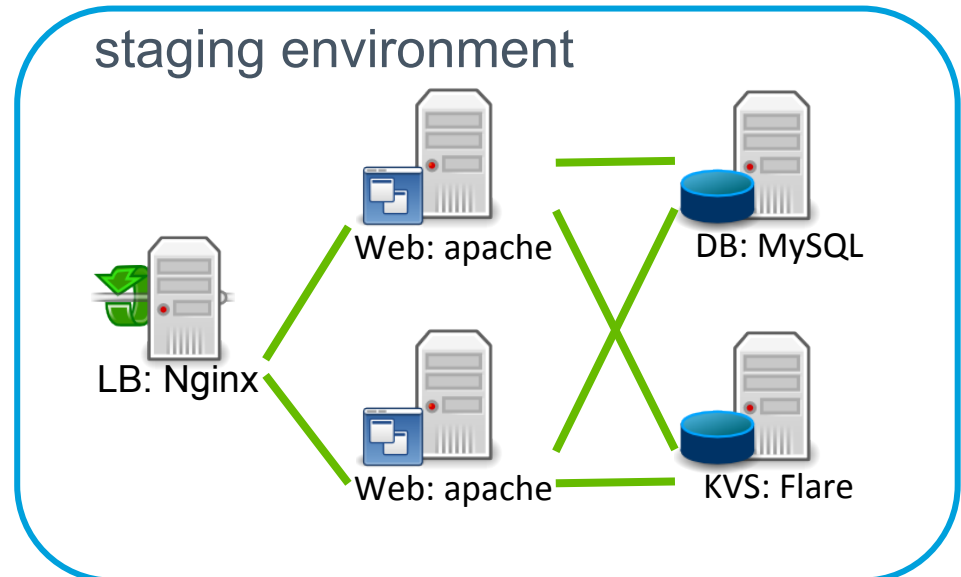 staging environment
Web: apache
DB: MySQL
LB: Nginx
Web: apache
KVS: Flare